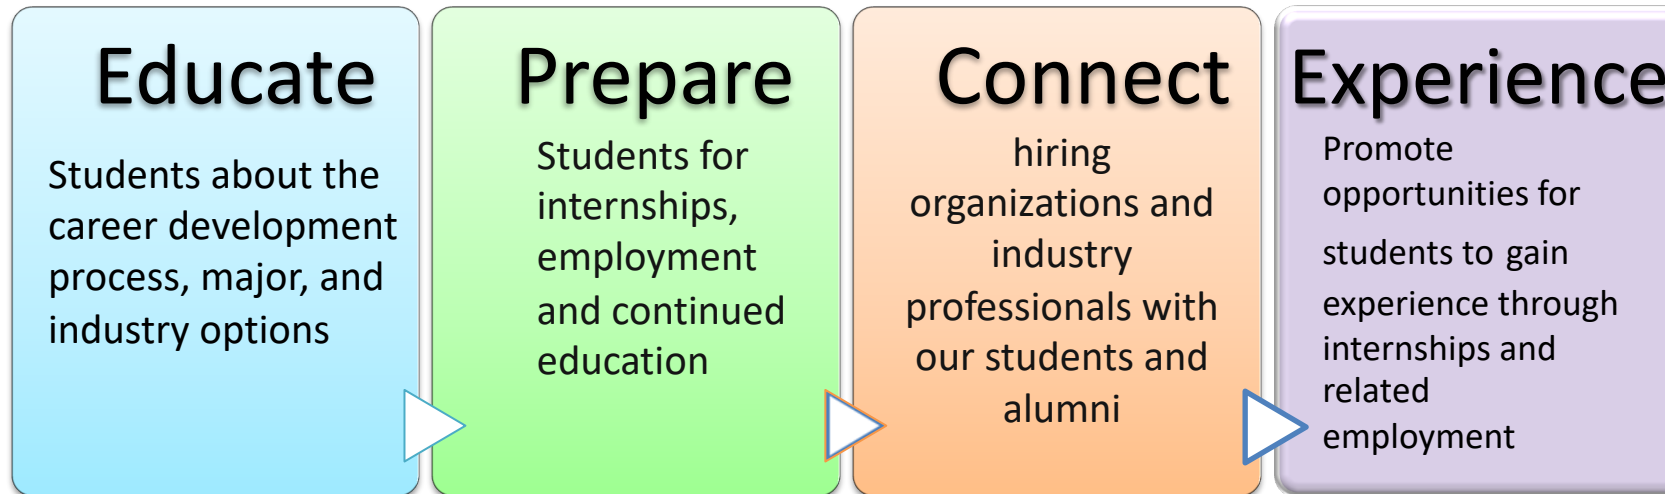 Educate
Students about the
career development
process, major, and
industry options
Prepare
Students for
internships,
employment
and continued
education
Connect
hiring
organizations and
industry
professionals with
our students and
alumni
Experience
Promote
opportunities for
students to gain
experience through
internships and
related
employment